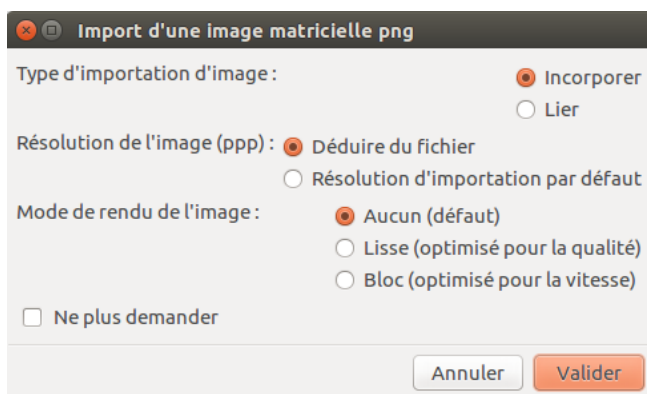 Import d'une image matricielle png
Type d'importation d'image :
Incorporer
Lier
Résolution de l'image (ppp) :
Déduire du fichier
Résolution d'importation par défaut
Mode de rendu de l'image :
Aucun (défaut)
Lisse (optimisé pour la qualité)
Bloc (optimisé pour la vitesse)
Ne plus demander
Annuler
Valider